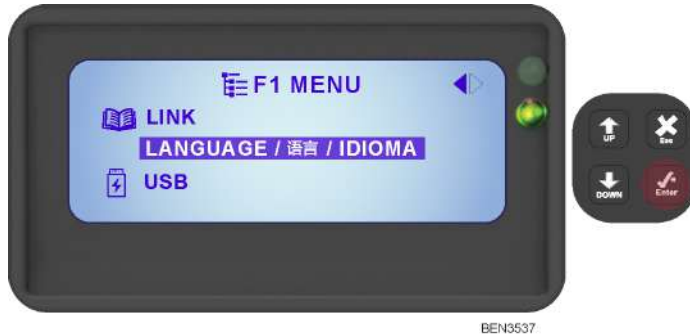 F1 MENU
LINK
LANGUAGE / 语言 / IDIOMA
USB
UP
Esc
DOWN
Enter
BEN3537